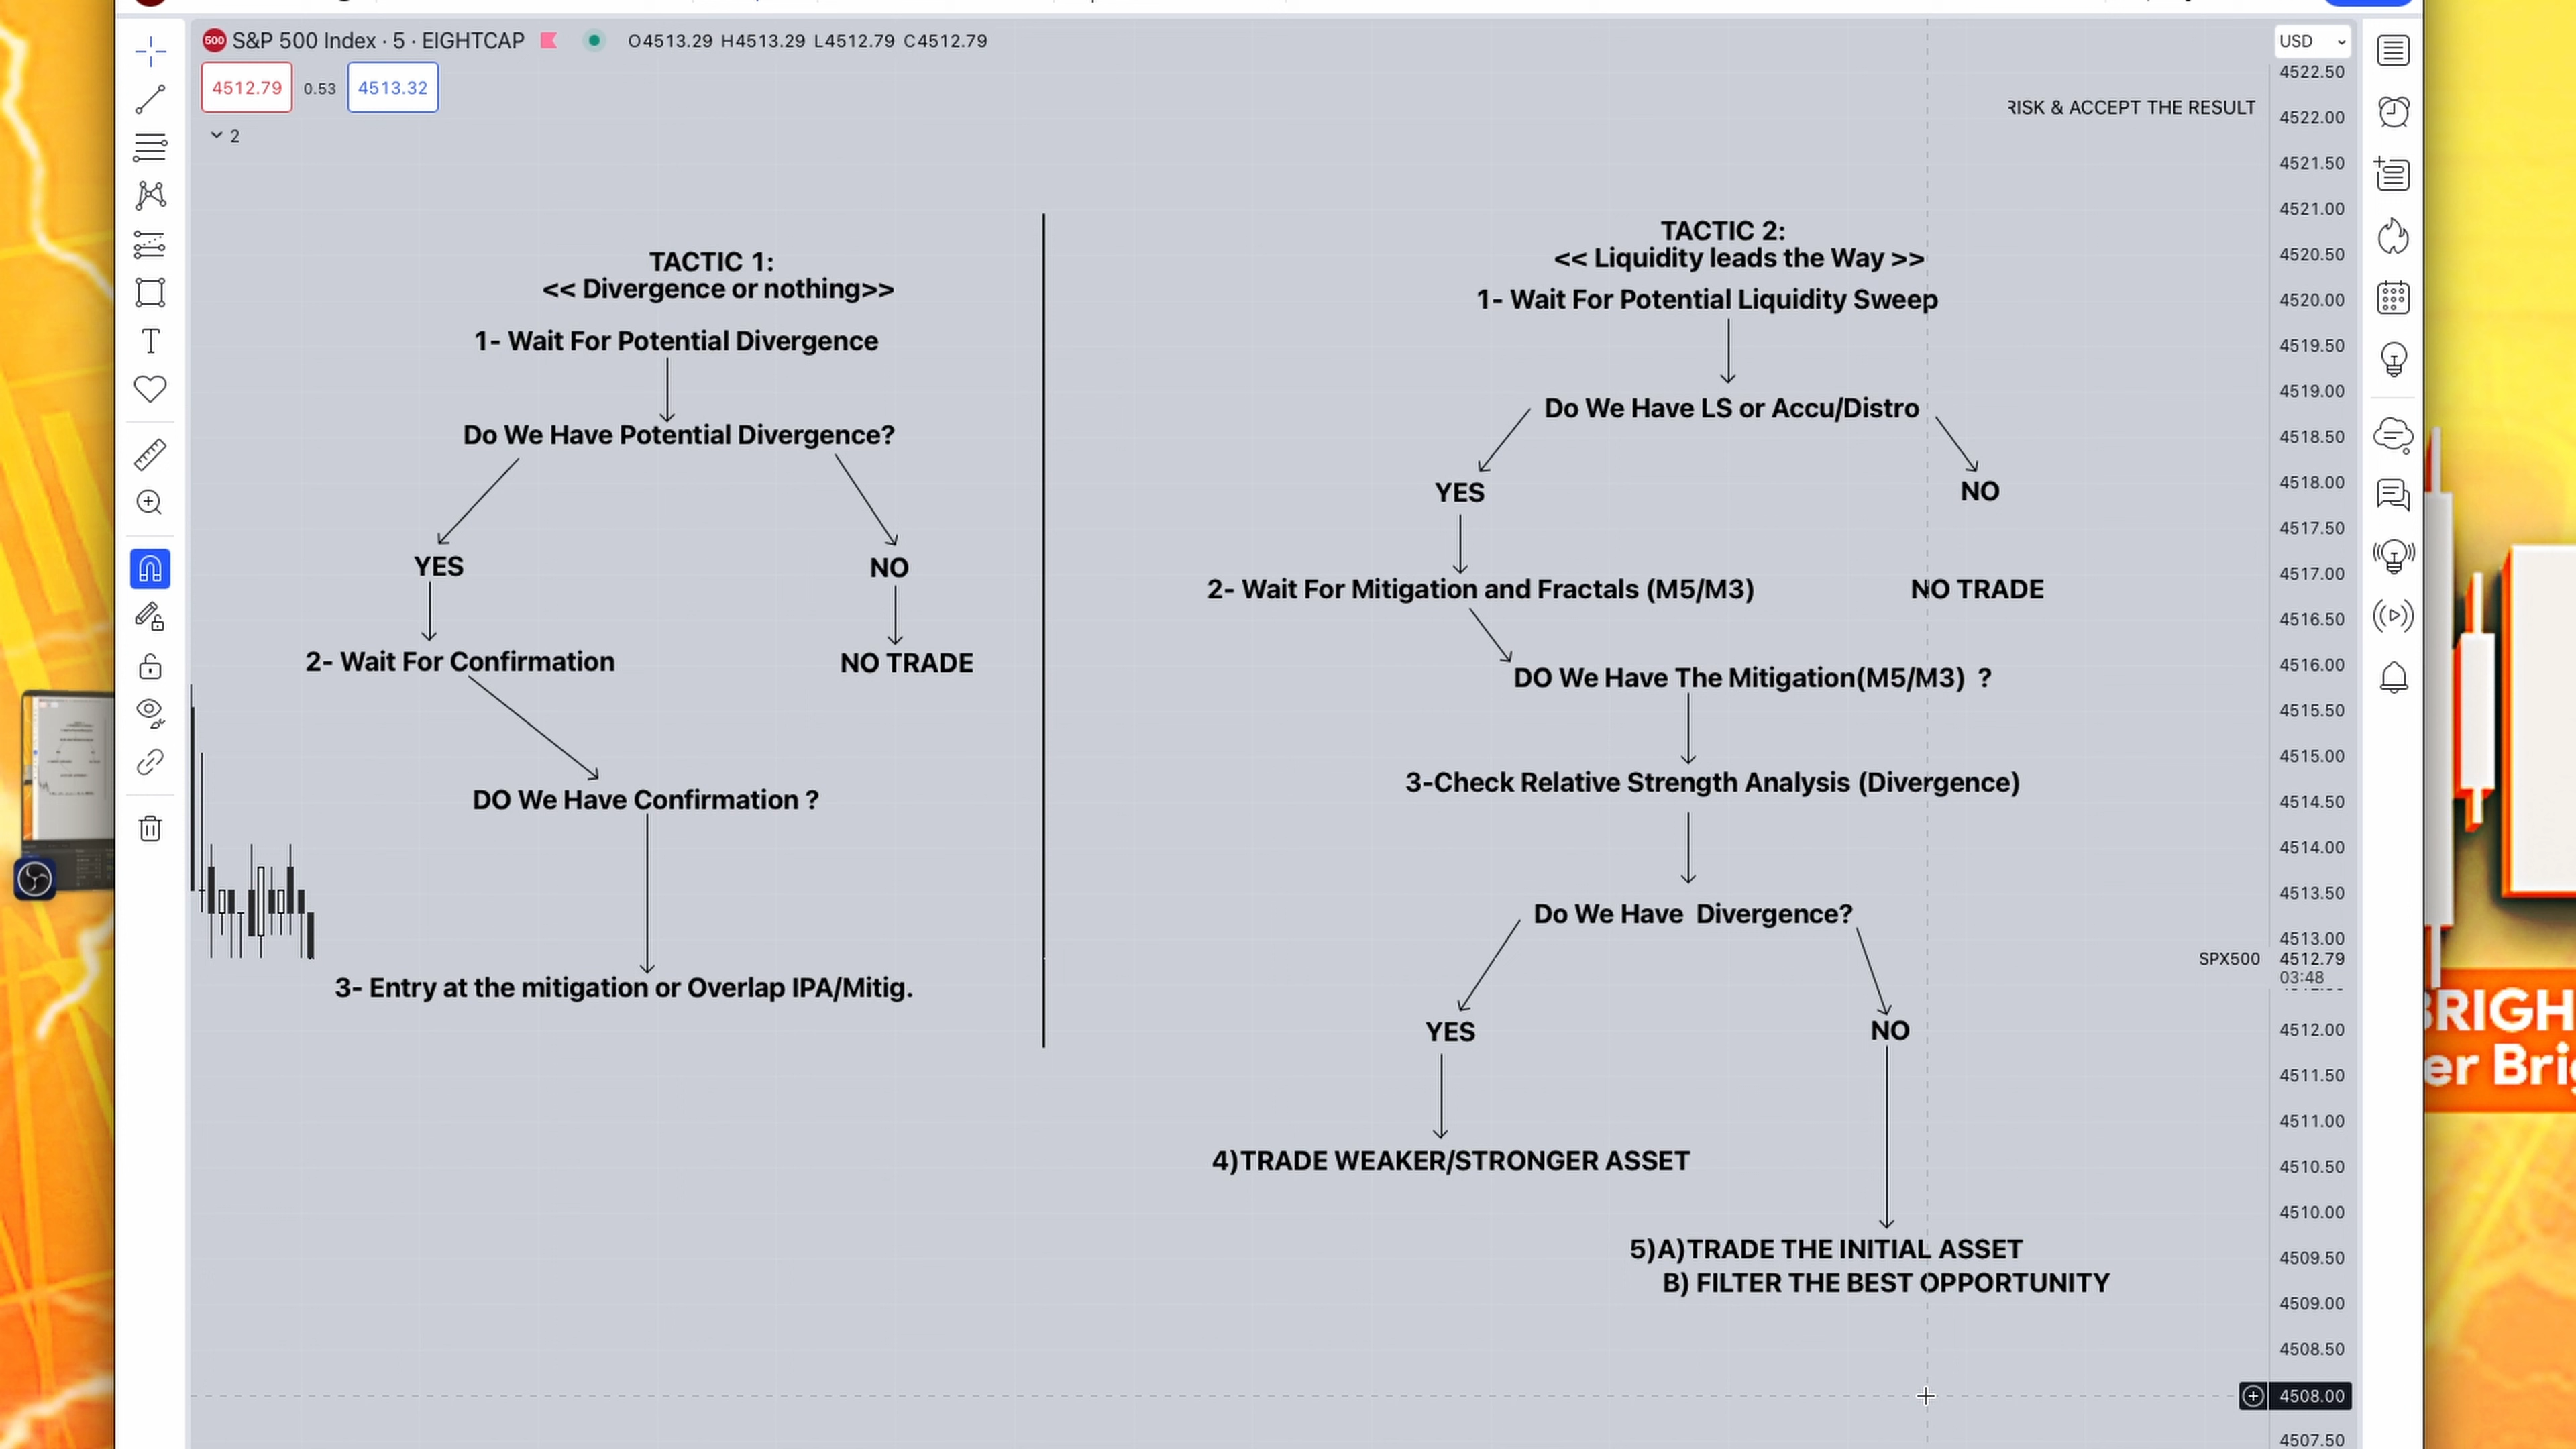 S&P 500 Index · 5 · EIGHTCAP
O4513.29 H4513.29 L4512.79 C4512.79
USD
500
4512.79
0.53
4513.32
2
RISK & ACCEPT THE RESULT
TACTIC 1:
<< Divergence or nothing>>
1- Wait For Potential Divergence
Do We Have Potential Divergence?
YES
NO
2- Wait For Confirmation
NO TRADE
DO We Have Confirmation ?
3- Entry at the mitigation or Overlap IPA/Mitig.
TACTIC 2:
<< Liquidity leads the Way >>
1- Wait For Potential Liquidity Sweep
Do We Have LS or Accu/Distro
YES
NO
2- Wait For Mitigation and Fractals (M5/M3)
NO TRADE
DO We Have The Mitigation(M5/M3) ?
3-Check Relative Strength Analysis (Divergence)
Do We Have Divergence?
YES
NO
4)TRADE WEAKER/STRONGER ASSET
5)A)TRADE THE INITIAL ASSET
B) FILTER THE BEST OPPORTUNITY
4522.50
4522.00
4521.50
4521.00
4520.50
4520.00
4519.50
4519.00
4518.50
4518.00
4517.50
4517.00
4516.50
4516.00
4515.50
4515.00
4514.50
4514.00
4513.50
4513.00
SPX500 4512.79
03:48
4512.00
4511.50
4511.00
4510.50
4510.00
4509.50
4509.00
4508.50
4508.00
4507.50
BRIGH
er Brig